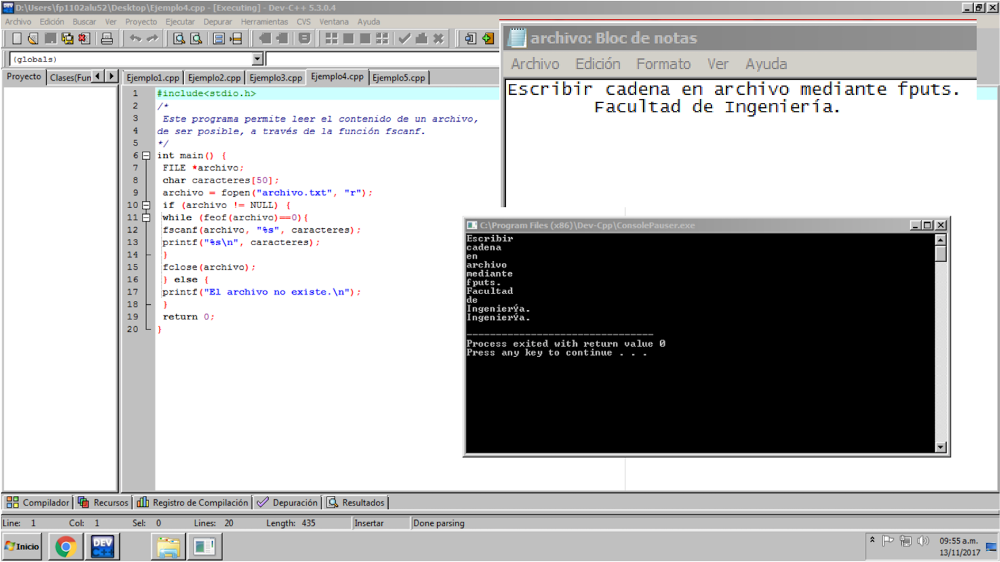 D:\Users\fp1102alu52\Desktop\Ejemplo4.cpp - [Executing] - Dev-C++ 5.3.0.4
Archivo Edición Buscar Ver Proyecto Ejecutar Depurar Herramientas CVS Ventana Ayuda
(globals)
Proyecto Clases(Fun Ejemplo1.cpp Ejemplo2.cpp Ejemplo3.cpp Ejemplo4.cpp Ejemplo5.cpp
1 #include<stdio.h>
2 /*
3 Este programa permite leer el contenido de un archivo,
4 de ser posible, a través de la función fscanf.
5 */
6 int main() {
7 FILE *archivo;
8 char caracteres[50];
9 archivo = fopen("archivo.txt", "r");
10 if (archivo != NULL) {
11 while (feof(archivo)==0){
12 fscanf(archivo, "%s", caracteres);
13 printf("%s\n", caracteres);
14 }
15 fclose(archivo);
16 } else {
17 printf("El archivo no existe.\n");
18 }
19 return 0;
20 }
archivo: Bloc de notas
Archivo Edición Formato Ver Ayuda
Escribir cadena en archivo mediante fputs.
Facultad de Ingeniería.
C:\Program Files (x86)\Dev-Cpp\ConsolePauser.exe
Escribir
cadena
en
archivo
mediante
fputs.
Facultad
de
IngenierÝa.
IngenierÝa.
--------------------------------
Process exited with return value 0
Press any key to continue . . .
Compilador Recursos Registro de Compilación Depuración Resultados
Line: 1 Col: 1 Sel: 0 Lines: 20 Length: 435 Insertar Done parsing
Inicio DEV C++ 09:55 a.m.
13/11/2017